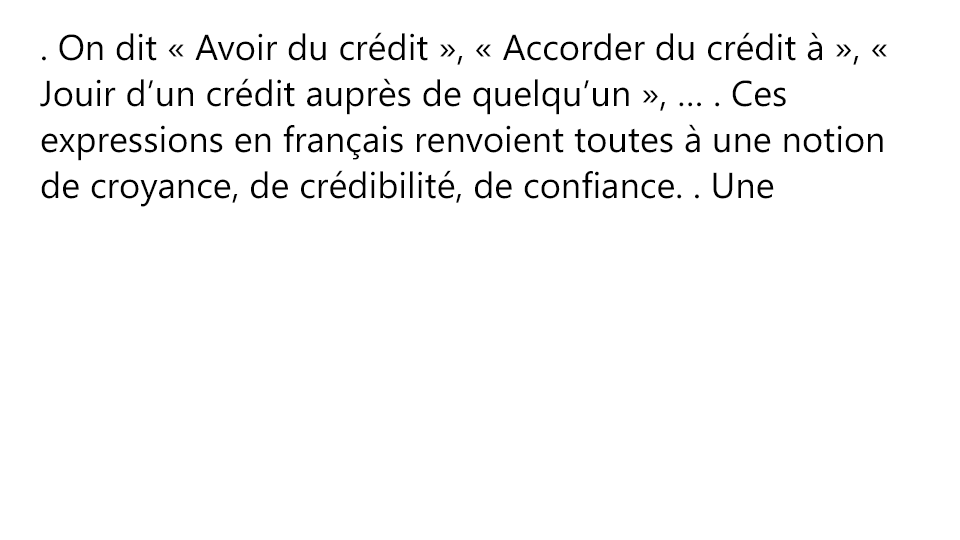 . On dit « Avoir du crédit », « Accorder du crédit à », «
Jouir d’un crédit auprès de quelqu’un », … . Ces
expressions en français renvoient toutes à une notion
de croyance, de crédibilité, de confiance. . Une